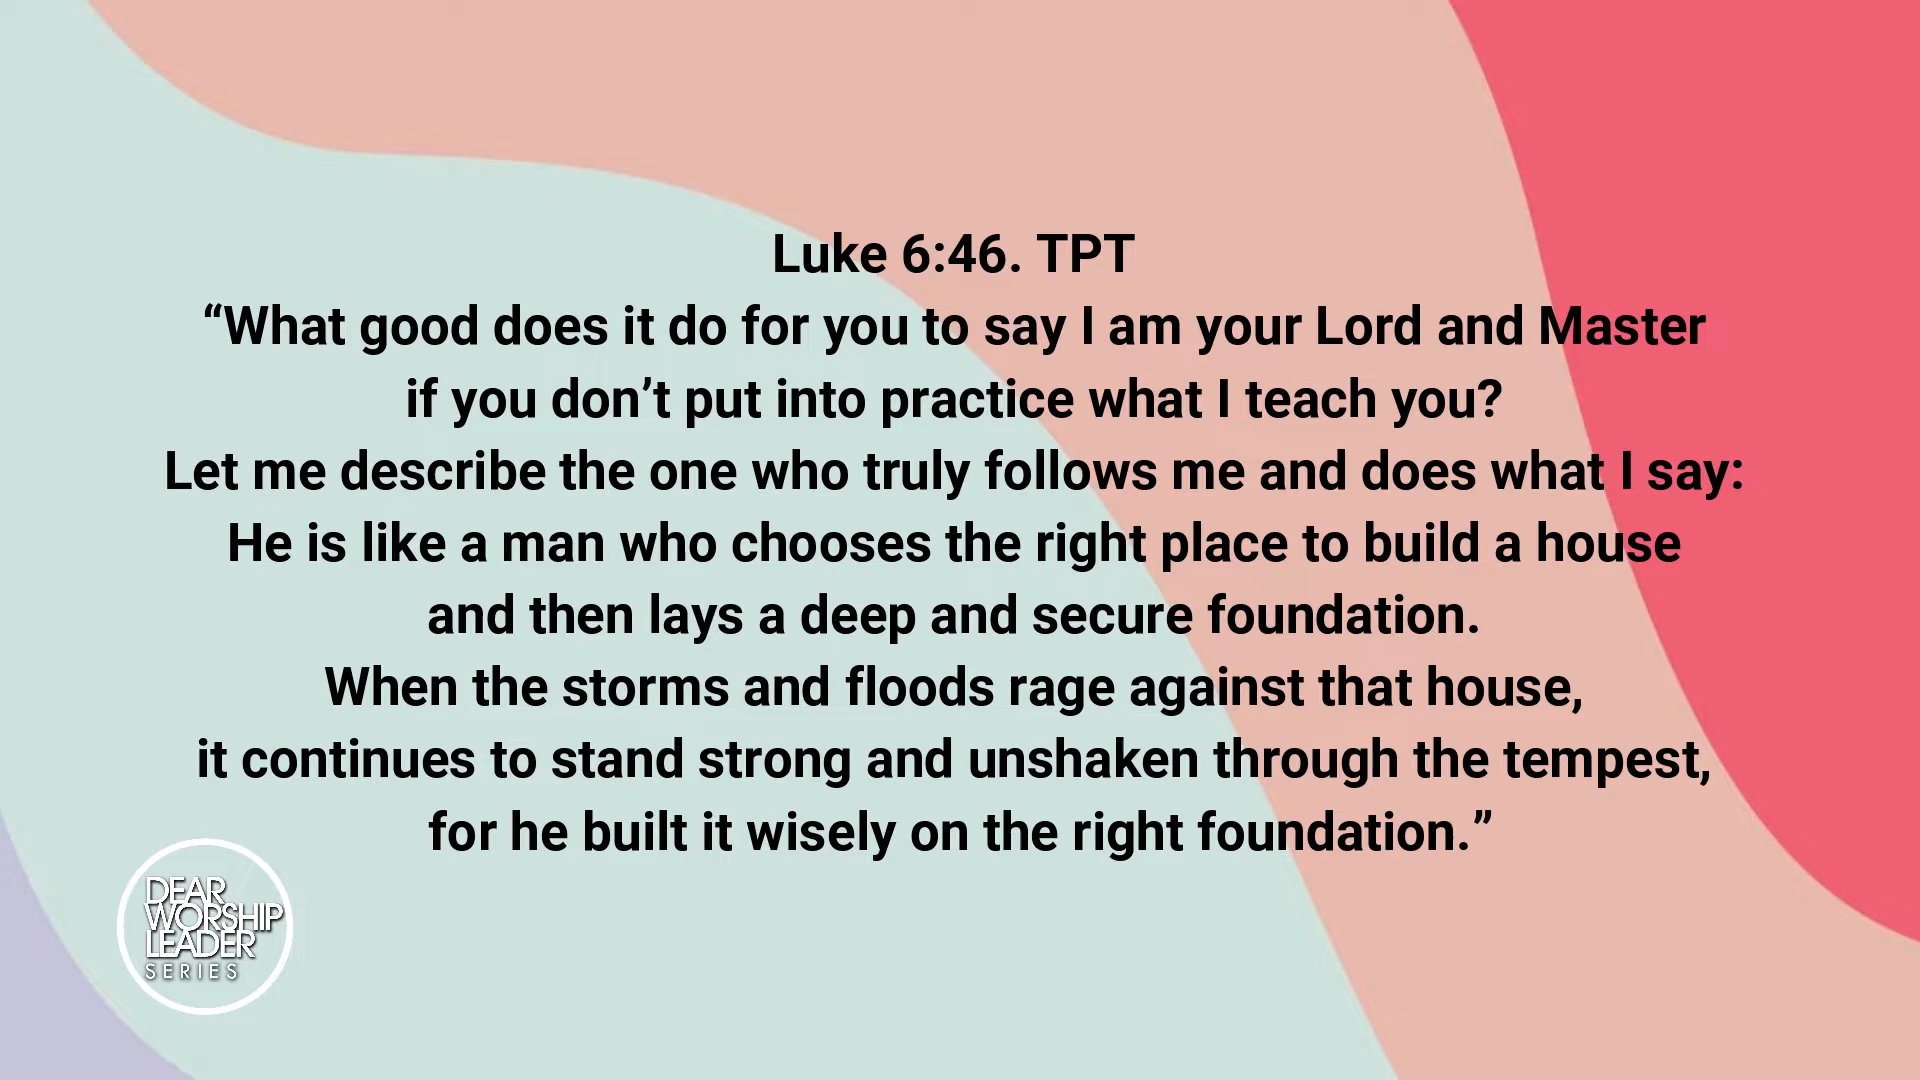 Luke 6:46. TPT
“What good does it do for you to say I am your Lord and Master
if you don’t put into practice what I teach you?
Let me describe the one who truly follows me and does what I say:
He is like a man who chooses the right place to build a house
and then lays a deep and secure foundation.
When the storms and floods rage against that house,
it continues to stand strong and unshaken through the tempest,
for he built it wisely on the right foundation.”
DEAR
WORSHIP
LEADER
SERIES